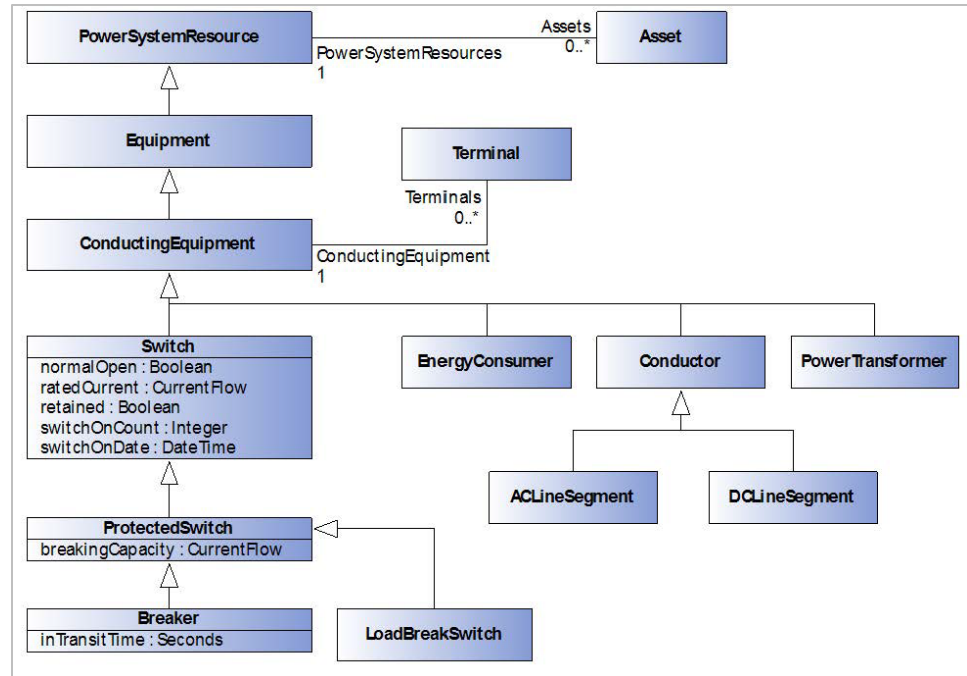 PowerSystemResource
Assets
0..*
Asset
PowerSystemResources
1
Equipment
Terminal
Terminals
0..*
ConductingEquipment
ConductingEquipment
1
Switch
normalOpen : Boolean
ratedCurrent : CurrentFlow
retained : Boolean
switchOnCount : Integer
switchOnDate : DateTime
EnergyConsumer
Conductor
PowerTransformer
ACLineSegment
DCLineSegment
ProtectedSwitch
breakingCapacity : CurrentFlow
Breaker
inTransitTime : Seconds
LoadBreakSwitch